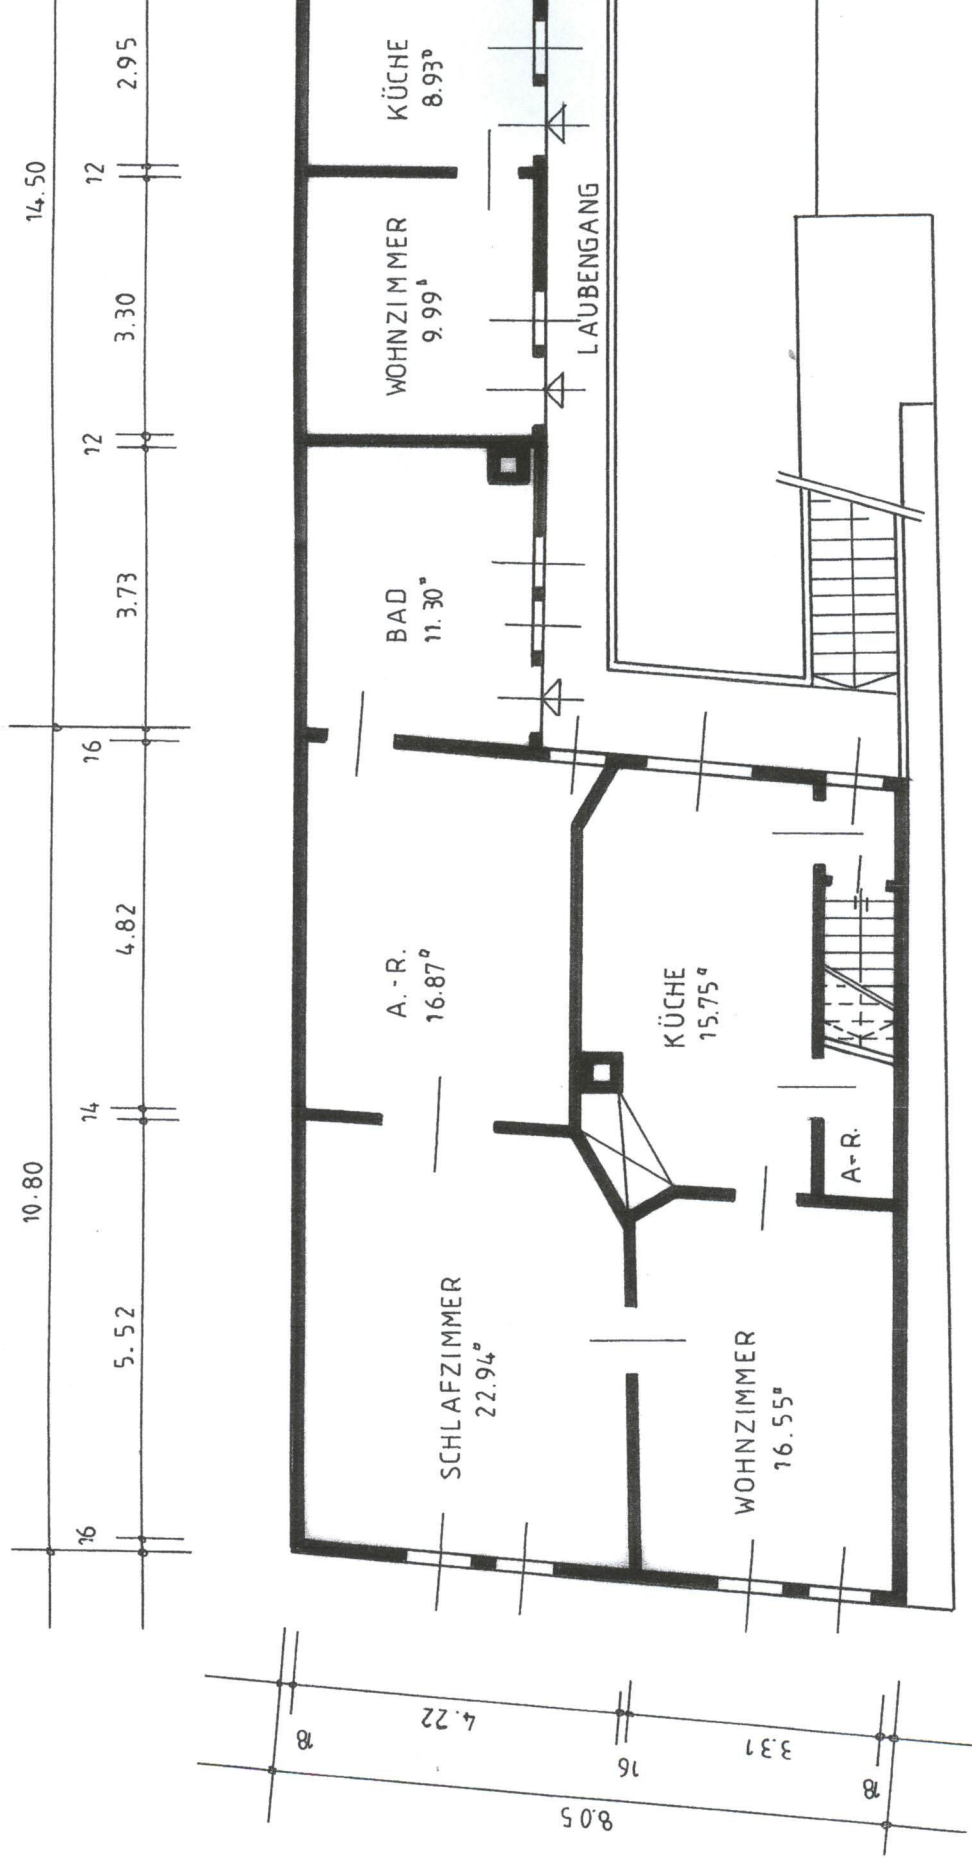 14.50
10.80
2.95
12
3.30
12
3.73
16
4.82
14
5.52
16
KÜCHE
8.93□
WOHNZIMMER
9.99□
LAUBENGANG
BAD
11.30□
A.-R.
16.87□
KÜCHE
15.75□
A-R.
SCHLAFZIMMER
22.94□
WOHNZIMMER
16.55□
18
4.22
16
3.31
18
8.05